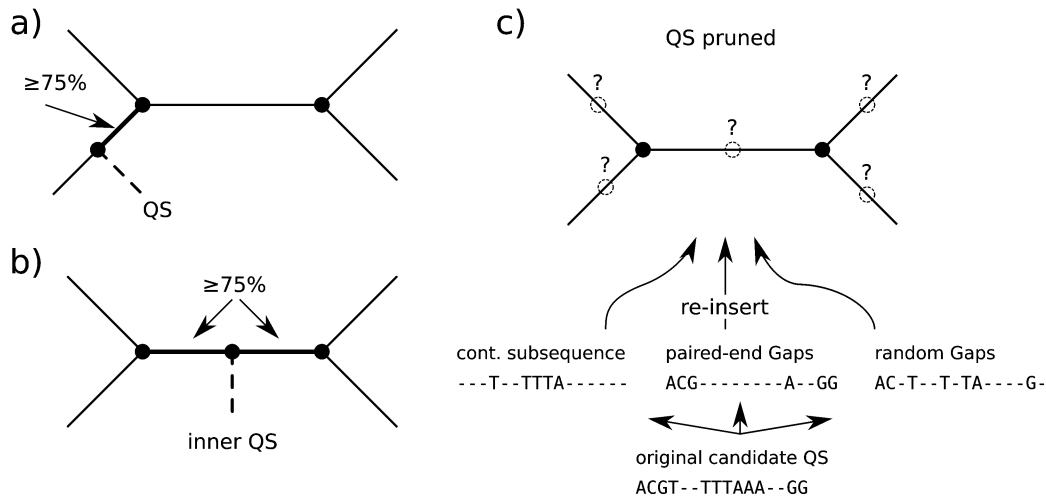 a)
≥75%
QS
b)
≥75%
inner QS
c)
QS pruned
?
?
?
?
?
re-insert
cont. subsequence
---T--TTTA------
paired-end Gaps
ACG--------A--GG
random Gaps
AC-T--T-TA----G-
original candidate QS
ACGT--TTTAAA--GG